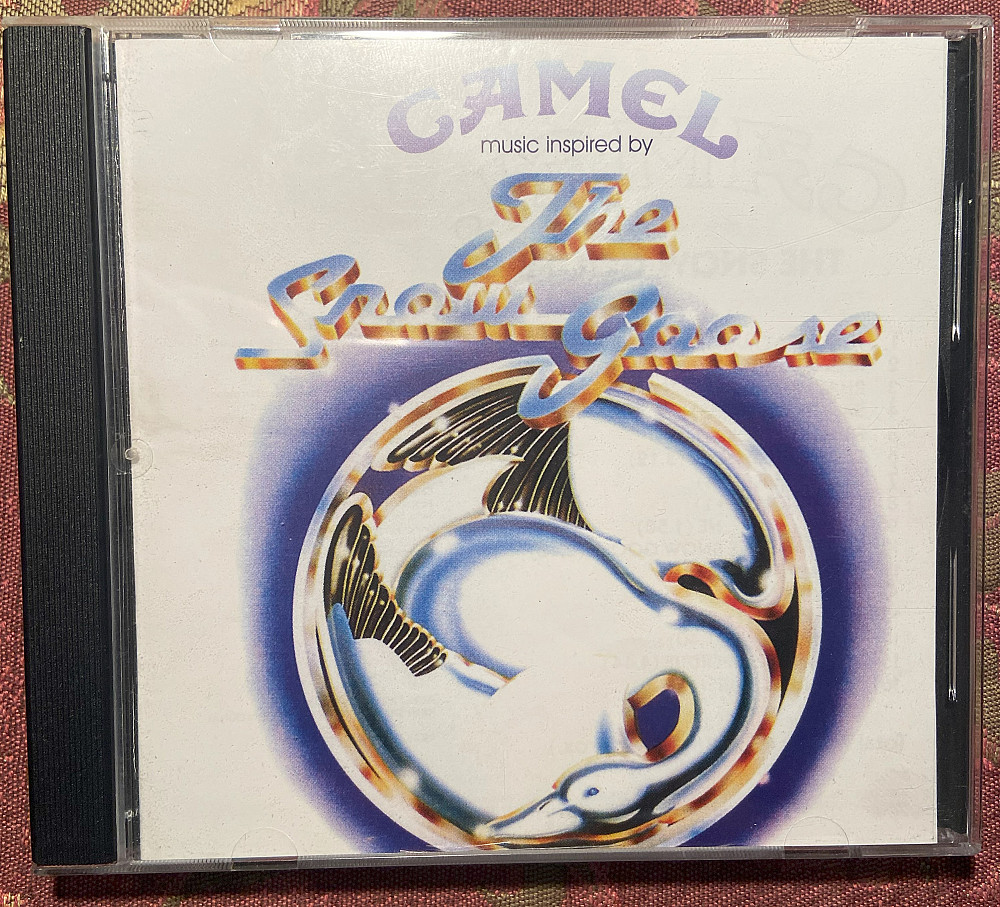 CAMEL
music inspired by
The
Snow Goose